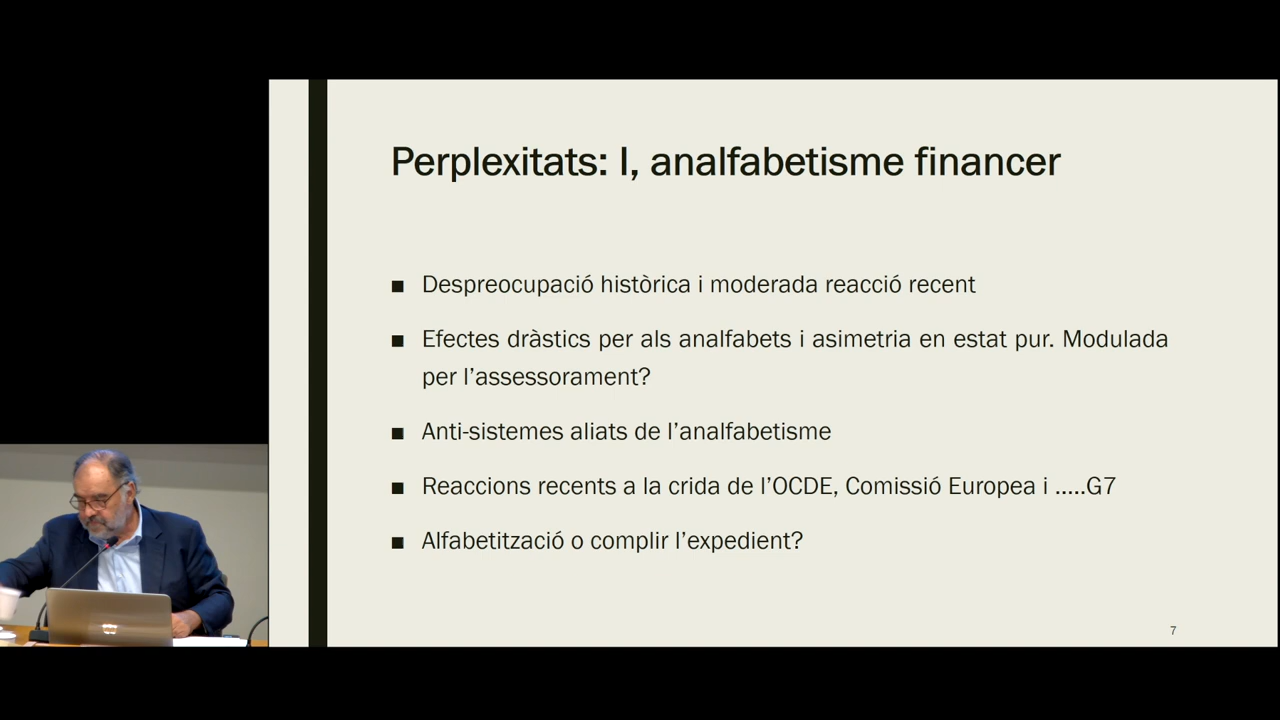 Perplexitats: I, analfabetisme financer
■ Despreocupació històrica i moderada reacció recent
■ Efectes dràstics per als analfabets i asimetria en estat pur. Modulada
per l’assessorament?
■ Anti-sistemes aliats de l’analfabetisme
■ Reaccions recents a la crida de l’OCDE, Comissió Europea i .....G7
■ Alfabetització o complir l’expedient?
7